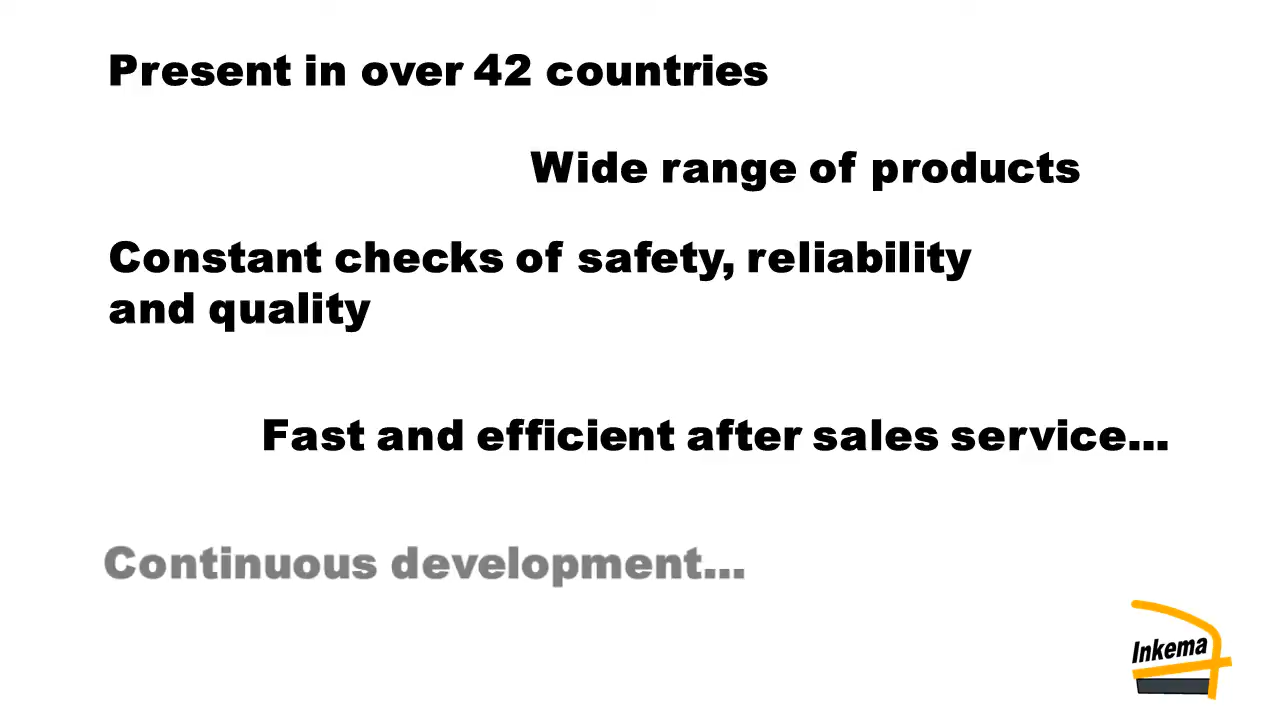 Present in over 42 countries
Wide range of products
Constant checks of safety, reliability
and quality
Fast and efficient after sales service...
Continuous development...
Inkema